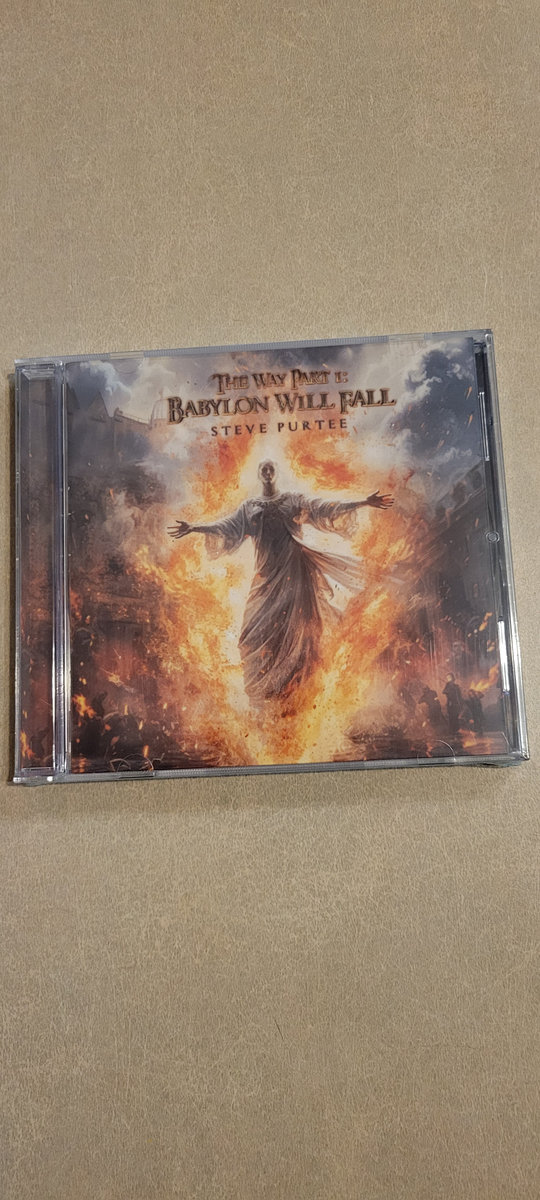 THE WAY PART I:
BABYLON WILL FALL
STEVE PURTEE